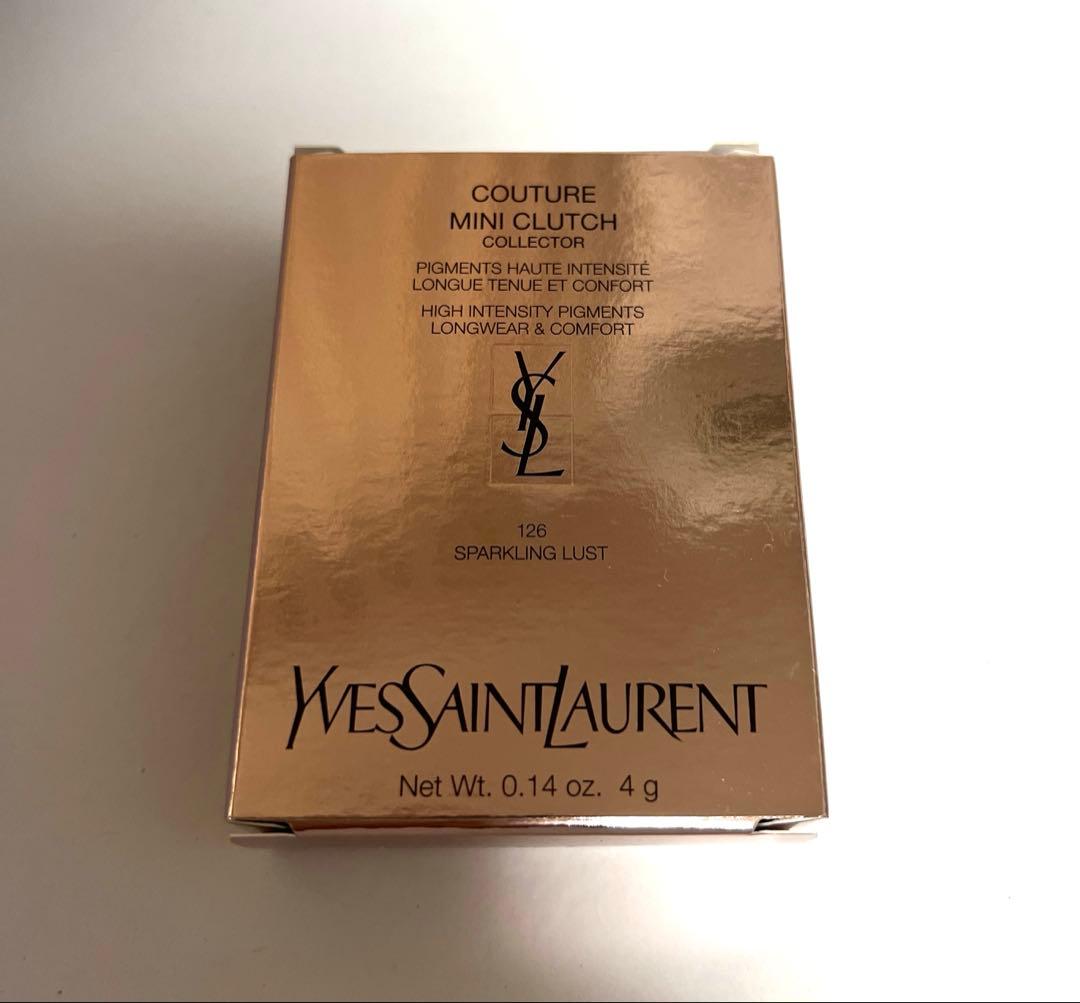 COUTURE
MINI CLUTCH
COLLECTOR
PIGMENTS HAUTE INTENSITÉ
LONGUE TENUE ET CONFORT
HIGH INTENSITY PIGMENTS
LONGWEAR & COMFORT
YSL
126
SPARKLING LUST
YVESSAINTLAURENT
Net Wt. 0.14 oz. 4 g